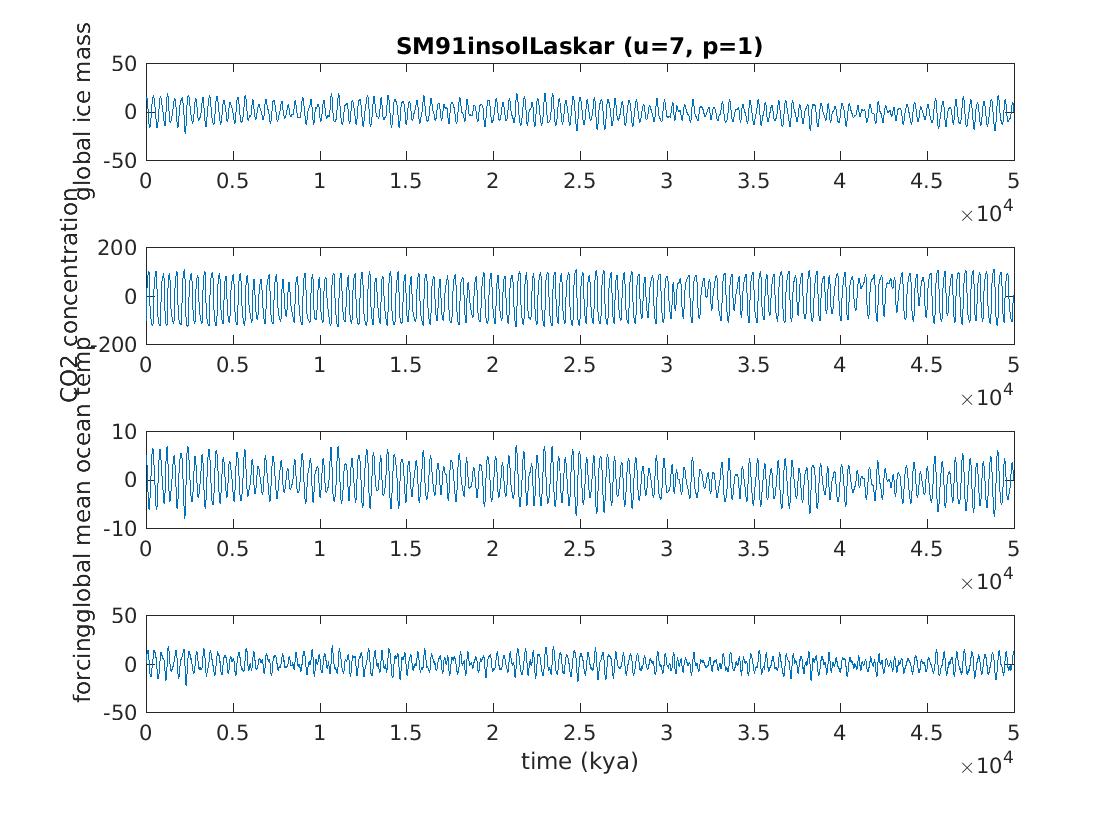 SM91insolLaskar (u=7, p=1)
global ice mass
50
0
-50
0 0.5 1 1.5 2 2.5 3 3.5 4 4.5 5
×10^4
CO2 concentration
200
0
-200
0 0.5 1 1.5 2 2.5 3 3.5 4 4.5 5
×10^4
global mean ocean temp
10
0
-10
0 0.5 1 1.5 2 2.5 3 3.5 4 4.5 5
×10^4
forcing
50
0
-50
0 0.5 1 1.5 2 2.5 3 3.5 4 4.5 5
time (kya)
×10^4